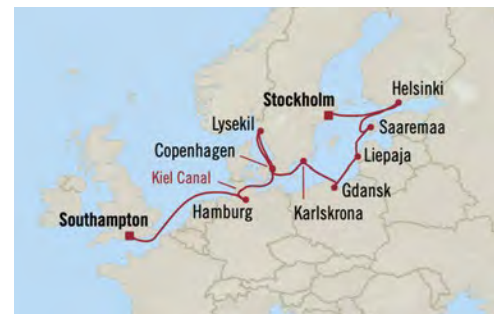 Helsinki
Stockholm
Lysekil
Saaremaa
Copenhagen
Liepaja
Kiel Canal
Gdansk
Southampton
Hamburg
Karlskrona